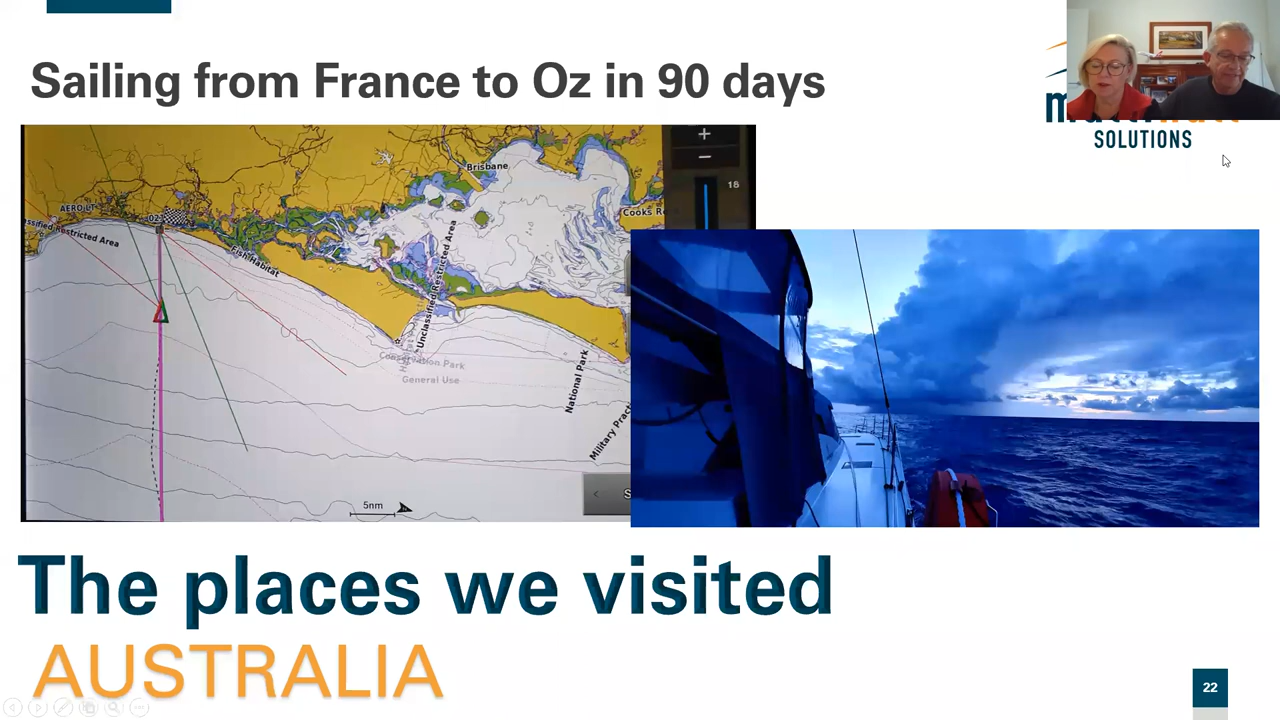 Sailing from France to Oz in 90 days
SOLUTIONS
+
−
18
Brisbane
Cooks
AERO LT
021
Restricted Area
Fish Habitat
Unclassified Restricted Area
Conservation Park
General Use
National Park
Military
5nm
The places we visited
AUSTRALIA
22